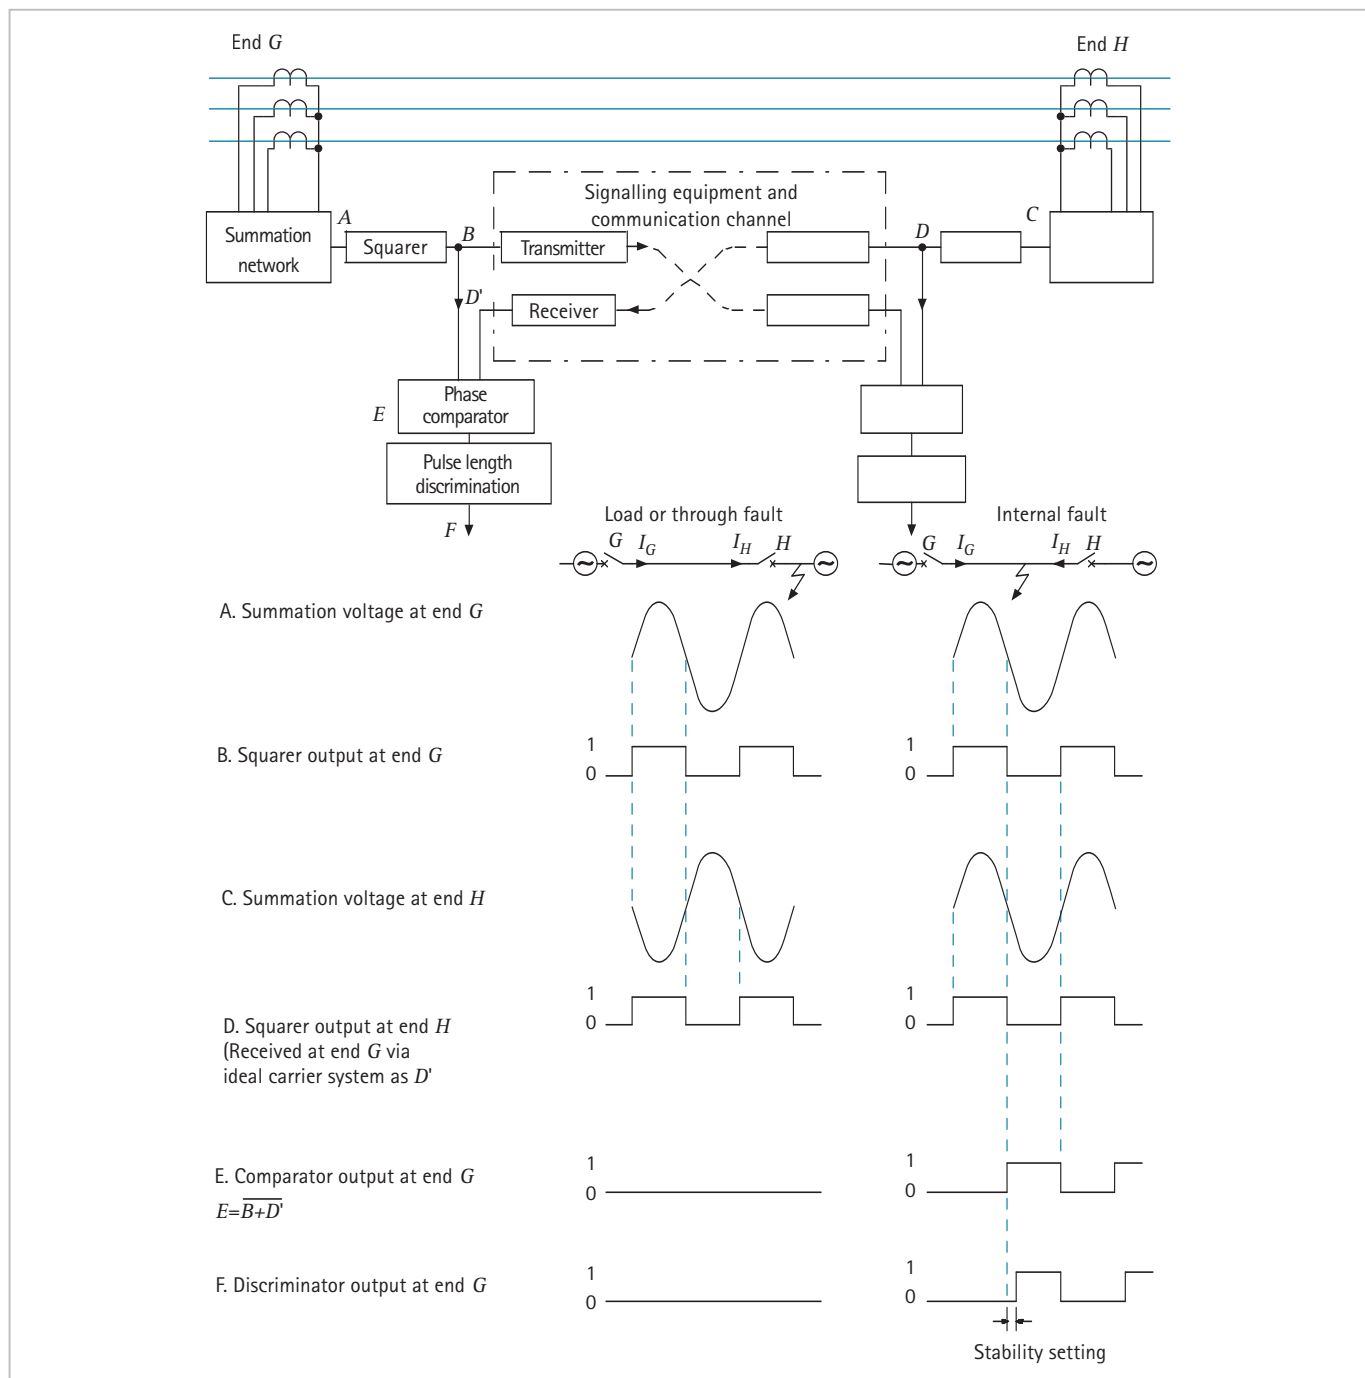 End G
End H
Signalling equipment and
communication channel
A
B
D
C
Summation
network
Squarer
Transmitter
D'
Receiver
E
Phase
comparator
Pulse length
discrimination
F
Load or through fault
Internal fault
G I_G I_H H
G I_G I_H H
A. Summation voltage at end G
B. Squarer output at end G
1
0
1
0
C. Summation voltage at end H
D. Squarer output at end H
(Received at end G via
ideal carrier system as D'
1
0
1
0
E. Comparator output at end G
E=\overline{B+D'}
1
0
1
0
F. Discriminator output at end G
1
0
1
0
Stability setting